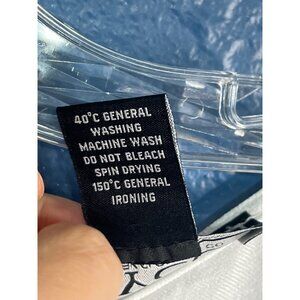 40°C GENERAL
WASHING
MACHINE WASH
DO NOT BLEACH
SPIN DRYING
150°C GENERAL
IRONING